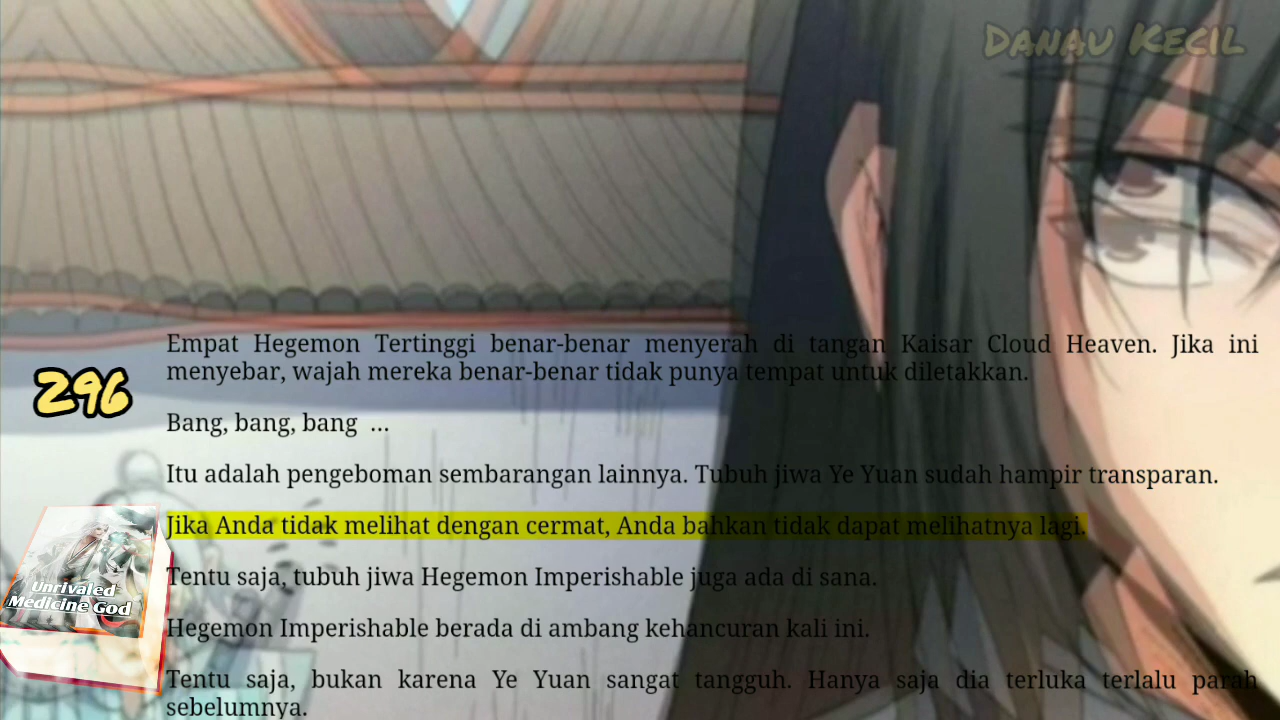 Danau Kecil
Empat Hegemon Tertinggi benar-benar menyerah di tangan Kaisar Cloud Heaven. Jika ini
menyebar, wajah mereka benar-benar tidak punya tempat untuk diletakkan.
296
Bang, bang, bang ...
Itu adalah pengeboman sembarangan lainnya. Tubuh jiwa Ye Yuan sudah hampir transparan.
Jika Anda tidak melihat dengan cermat, Anda bahkan tidak dapat melihatnya lagi.
Tentu saja, tubuh jiwa Hegemon Imperishable juga ada di sana.
Unrivaled
Medicine God
Hegemon Imperishable berada di ambang kehancuran kali ini.
Tentu saja, bukan karena Ye Yuan sangat tangguh. Hanya saja dia terluka terlalu parah
sebelumnya.